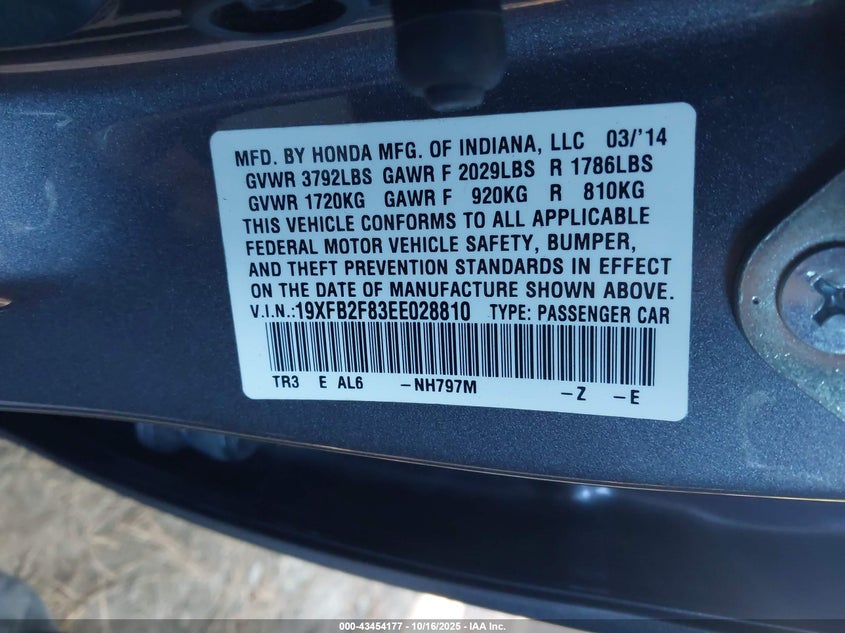 MFD. BY HONDA MFG. OF INDIANA, LLC 03/'14
GVWR 3792LBS GAWR F 2029LBS R 1786LBS
GVWR 1720KG GAWR F 920KG R 810KG
THIS VEHICLE CONFORMS TO ALL APPLICABLE
FEDERAL MOTOR VEHICLE SAFETY, BUMPER,
AND THEFT PREVENTION STANDARDS IN EFFECT
ON THE DATE OF MANUFACTURE SHOWN ABOVE.
V.I.N.:19XFB2F83EE028810 TYPE: PASSENGER CAR
TR3 E AL6 -NH797M -Z -E
000-43454177 - 10/16/2025 - IAA Inc.